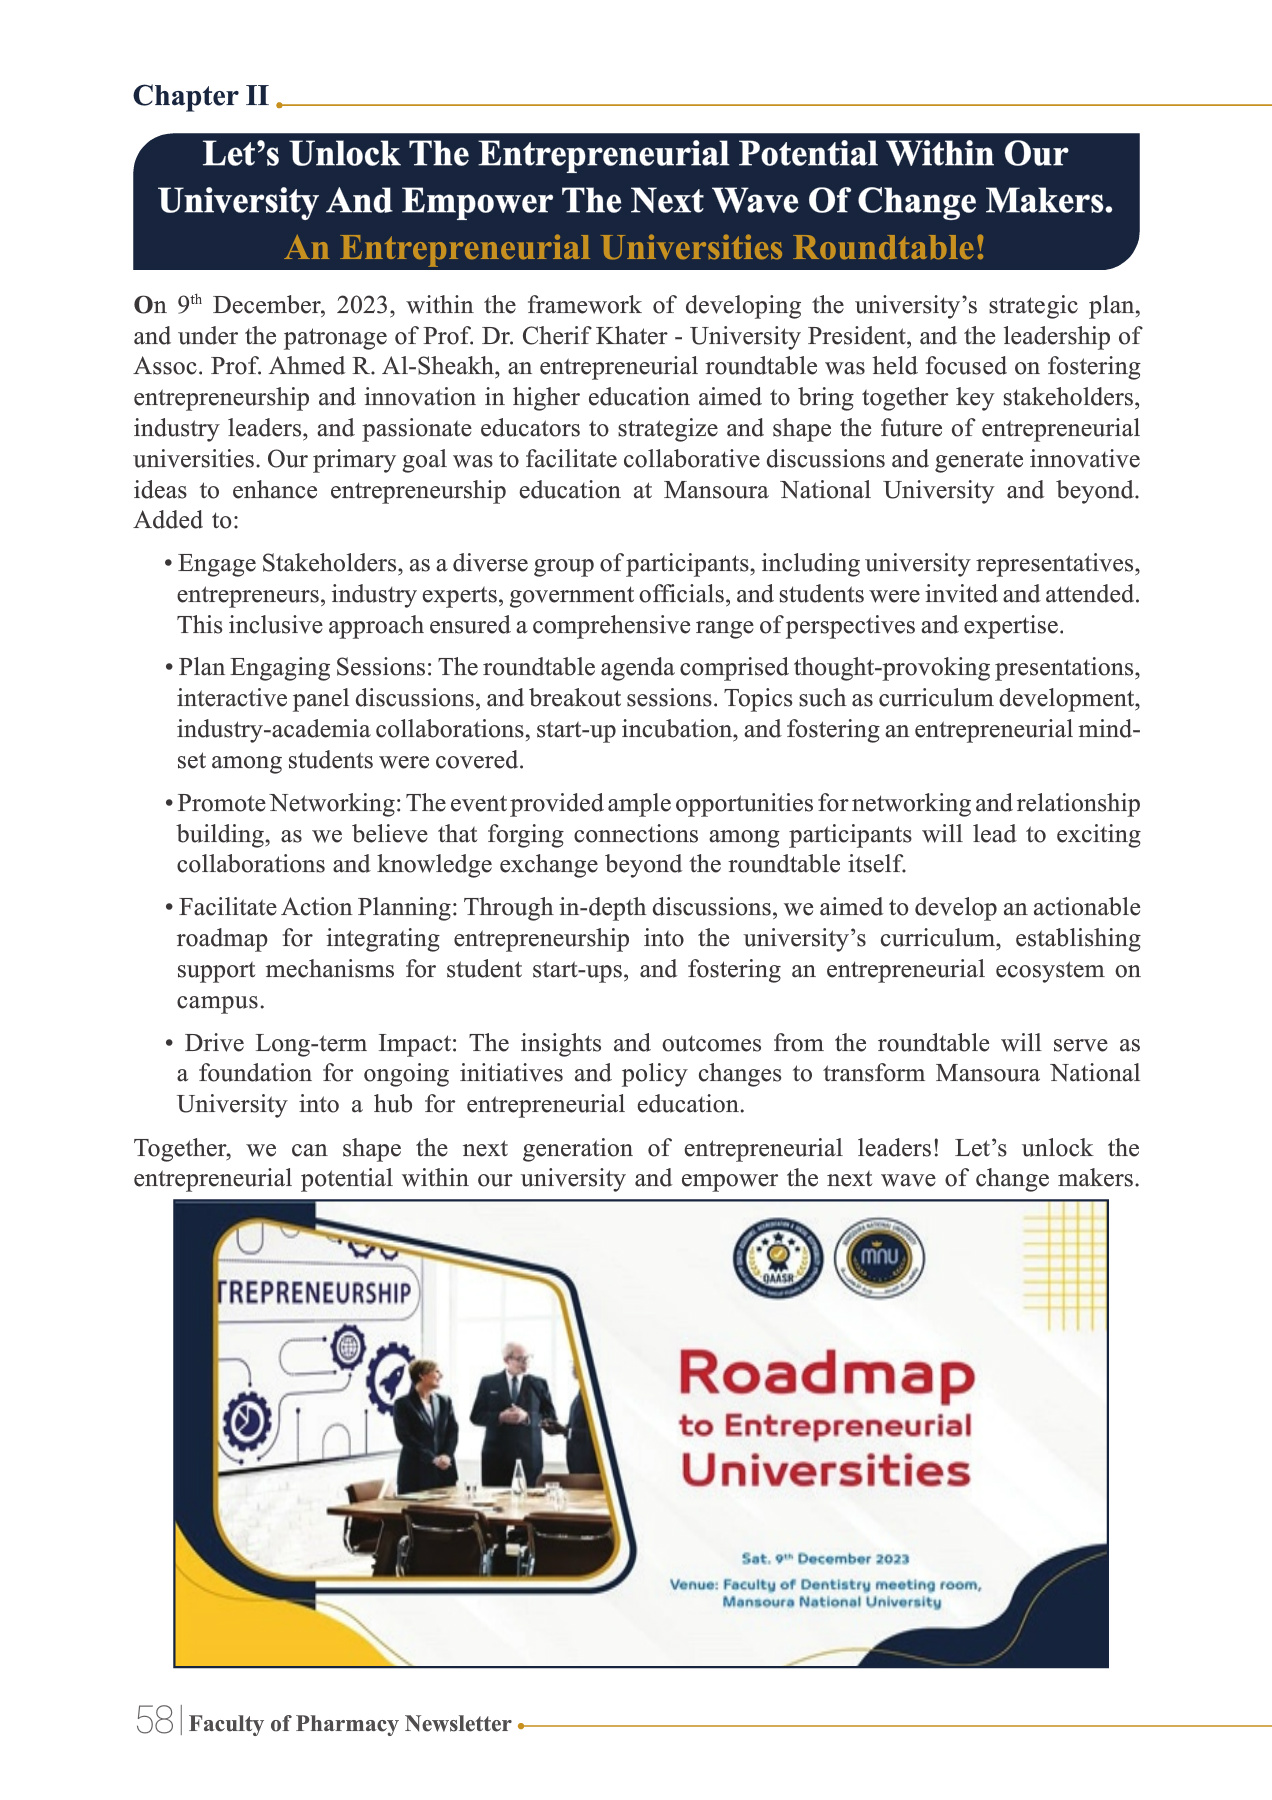 Chapter II
Let’s Unlock The Entrepreneurial Potential Within Our
University And Empower The Next Wave Of Change Makers.
An Entrepreneurial Universities Roundtable!
On 9th December, 2023, within the framework of developing the university’s strategic plan,
and under the patronage of Prof. Dr. Cherif Khater - University President, and the leadership of
Assoc. Prof. Ahmed R. Al-Sheakh, an entrepreneurial roundtable was held focused on fostering
entrepreneurship and innovation in higher education aimed to bring together key stakeholders,
industry leaders, and passionate educators to strategize and shape the future of entrepreneurial
universities. Our primary goal was to facilitate collaborative discussions and generate innovative
ideas to enhance entrepreneurship education at Mansoura National University and beyond.
Added to:
• Engage Stakeholders, as a diverse group of participants, including university representatives,
entrepreneurs, industry experts, government officials, and students were invited and attended.
This inclusive approach ensured a comprehensive range of perspectives and expertise.
• Plan Engaging Sessions: The roundtable agenda comprised thought-provoking presentations,
interactive panel discussions, and breakout sessions. Topics such as curriculum development,
industry-academia collaborations, start-up incubation, and fostering an entrepreneurial mind-
set among students were covered.
• Promote Networking: The event provided ample opportunities for networking and relationship
building, as we believe that forging connections among participants will lead to exciting
collaborations and knowledge exchange beyond the roundtable itself.
• Facilitate Action Planning: Through in-depth discussions, we aimed to develop an actionable
roadmap for integrating entrepreneurship into the university’s curriculum, establishing
support mechanisms for student start-ups, and fostering an entrepreneurial ecosystem on
campus.
• Drive Long-term Impact: The insights and outcomes from the roundtable will serve as
a foundation for ongoing initiatives and policy changes to transform Mansoura National
University into a hub for entrepreneurial education.
Together, we can shape the next generation of entrepreneurial leaders! Let’s unlock the
entrepreneurial potential within our university and empower the next wave of change makers.
TREPRENEURSHIP
QAASR
MANSOURA NATIONAL UNIVERSITY
mnu
Roadmap
to Entrepreneurial
Universities
Sat. 9th December 2023
Venue: Faculty of Dentistry meeting room,
Mansoura National University
58 Faculty of Pharmacy Newsletter